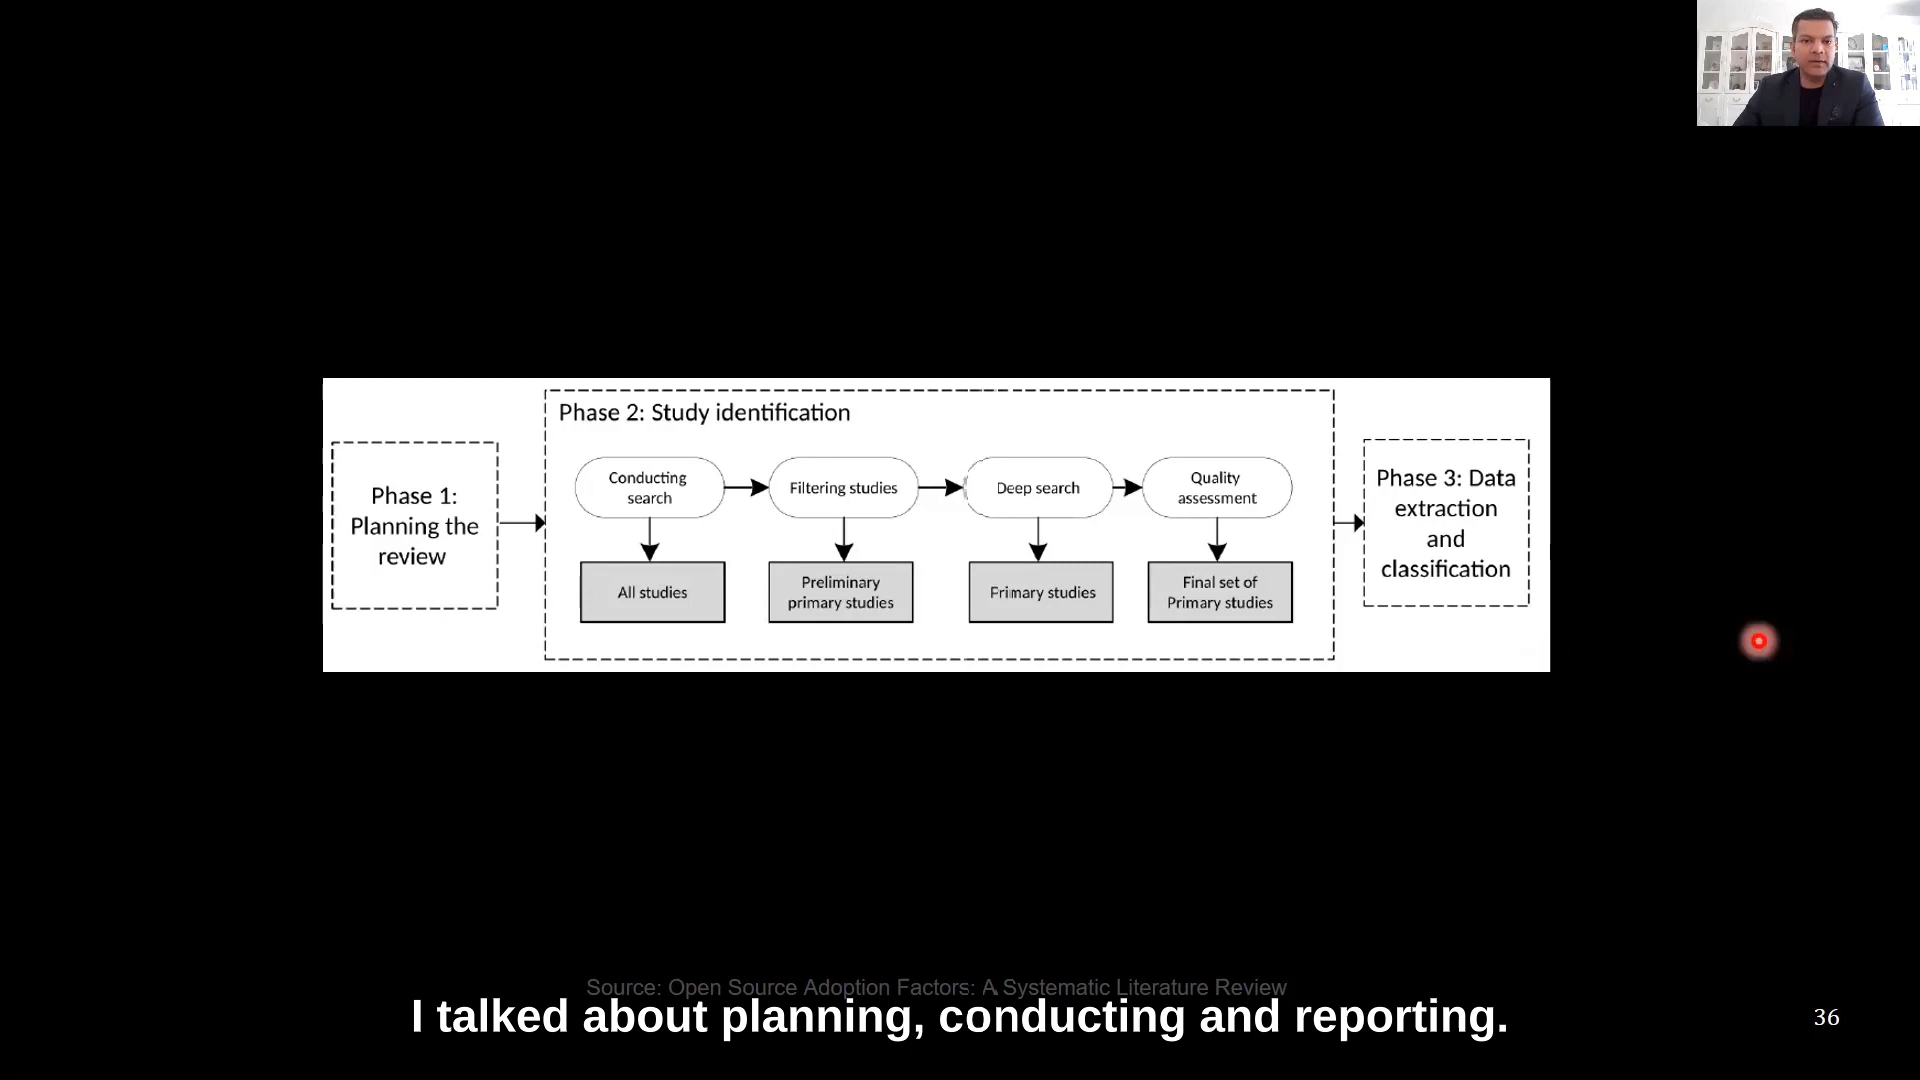 Phase 1:
Planning the
review
Phase 2: Study identification
Conducting
search
Filtering studies
Deep search
Quality
assessment
All studies
Preliminary
primary studies
Primary studies
Final set of
Primary studies
Phase 3: Data
extraction
and
classification
Source: Open Source Adoption Factors: A Systematic Literature Review
I talked about planning, conducting and reporting.
36